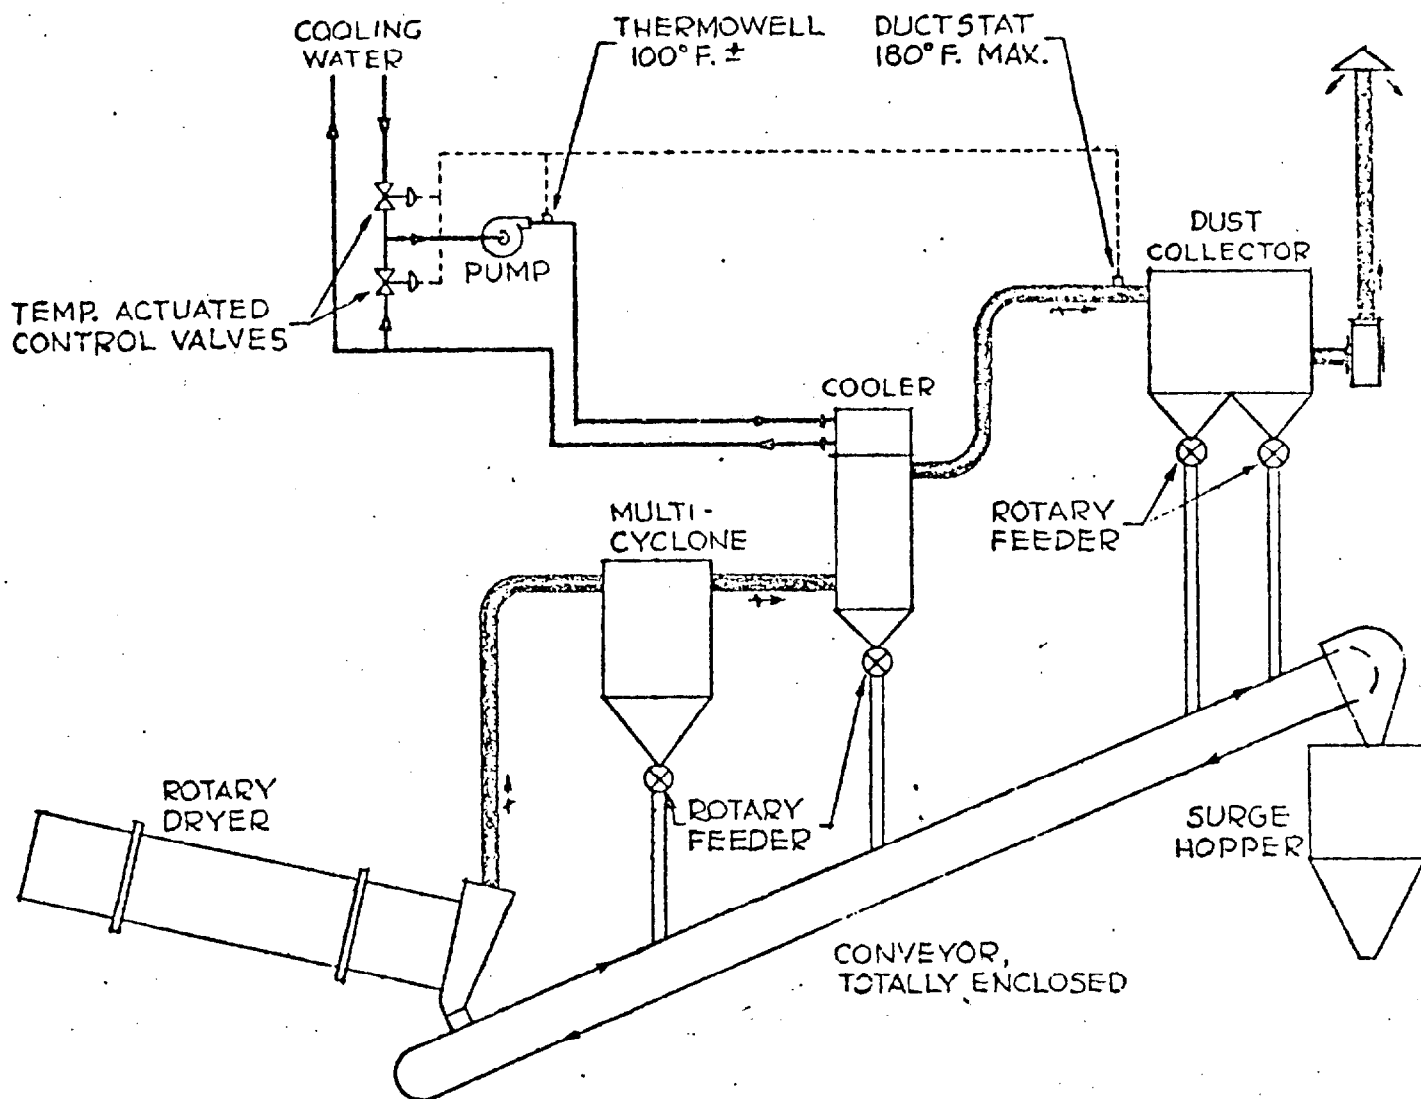 COOLING
WATER
THERMOWELL
100°F. ±
DUCTSTAT
180°F. MAX.
DUST
COLLECTOR
PUMP
TEMP. ACTUATED
CONTROL VALVES
COOLER
MULTI-
CYCLONE
ROTARY
FEEDER
ROTARY
DRYER
ROTARY
FEEDER
SURGE
HOPPER
CONVEYOR,
TOTALLY ENCLOSED